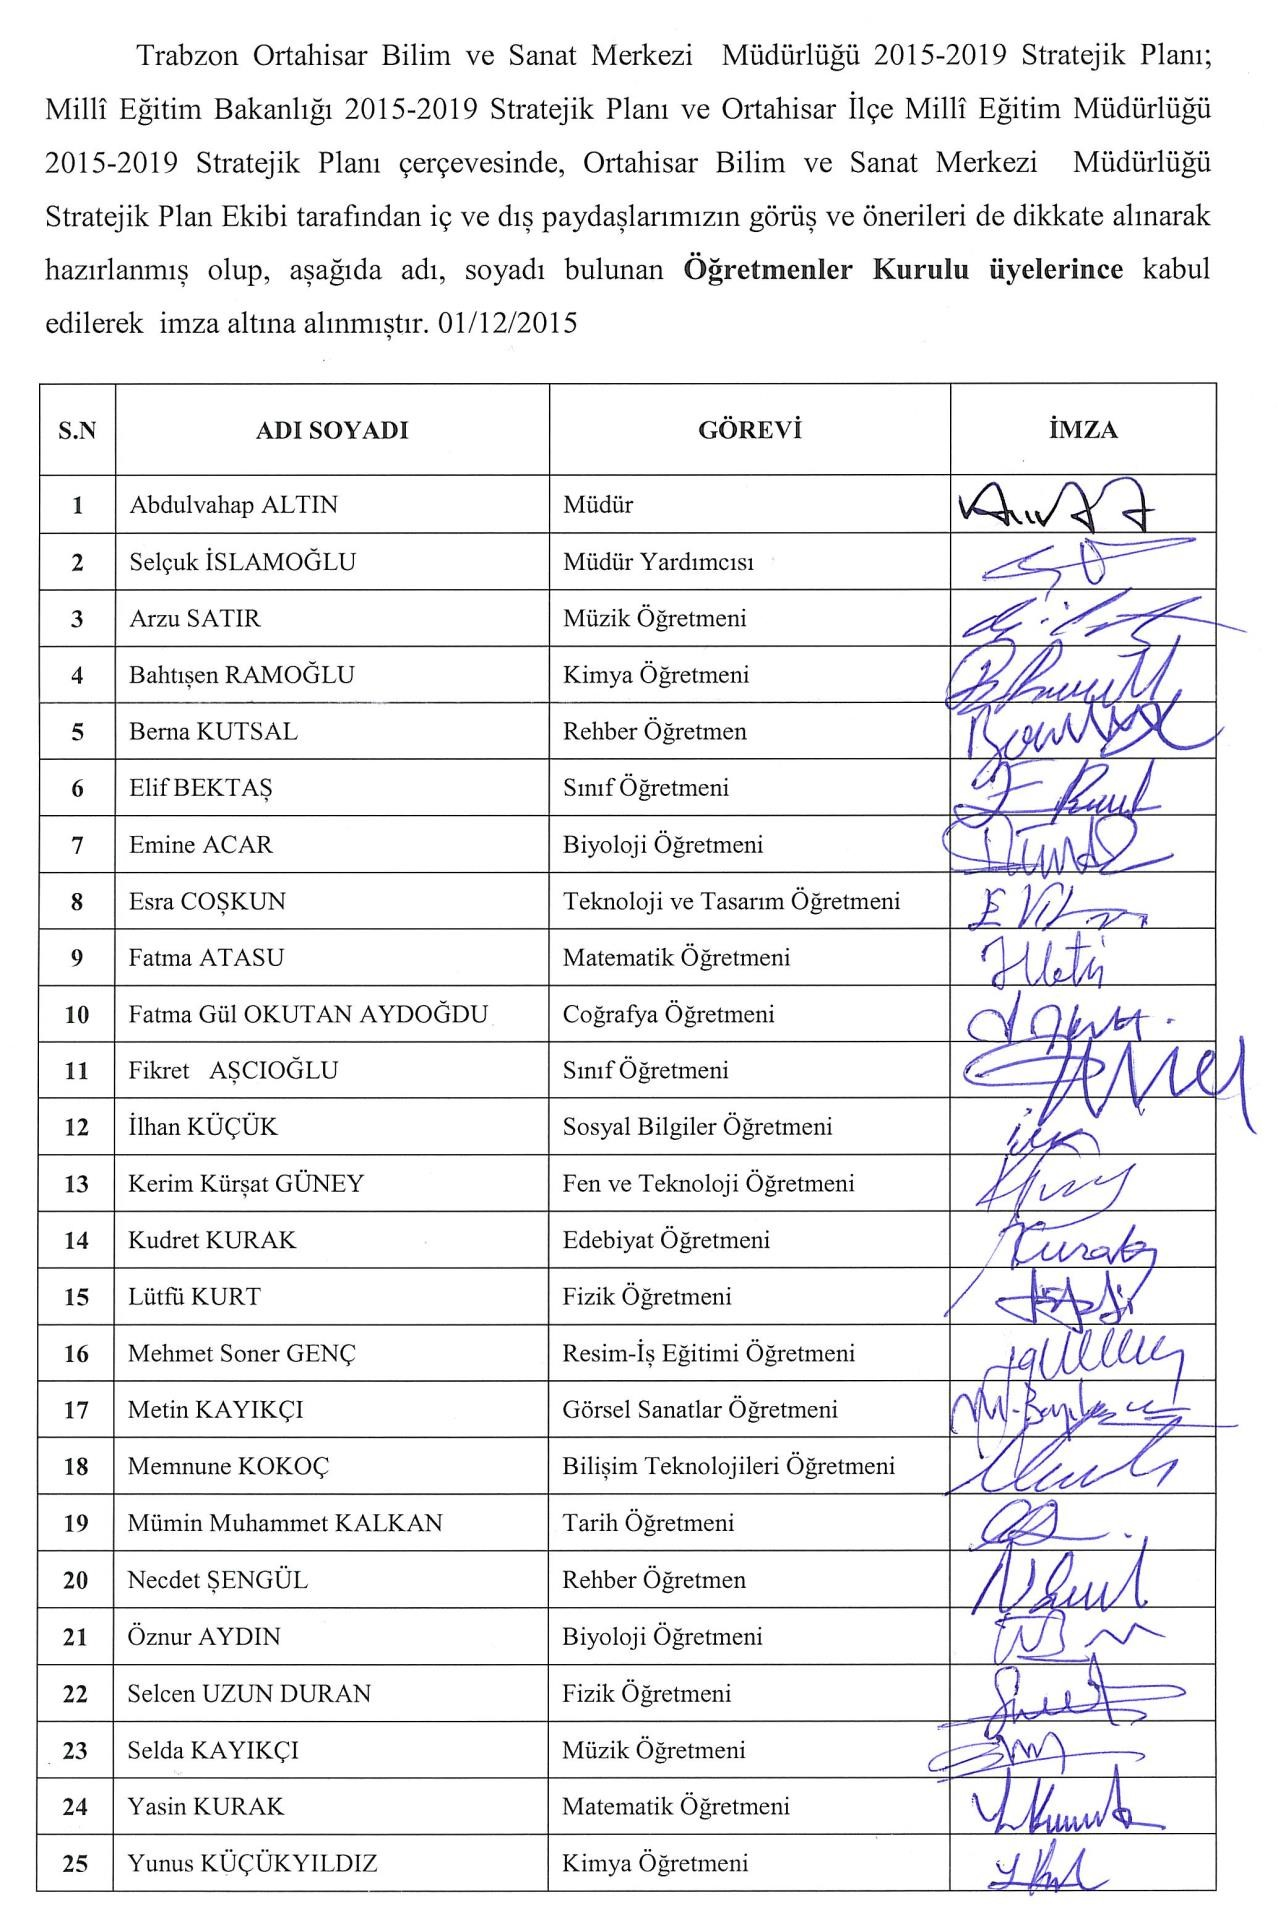 Trabzon Ortahisar Bilim ve Sanat Merkezi Müdürlüğü 2015-2019 Stratejik Planı;
Millî Eğitim Bakanlığı 2015-2019 Stratejik Planı ve Ortahisar İlçe Millî Eğitim Müdürlüğü
2015-2019 Stratejik Planı çerçevesinde, Ortahisar Bilim ve Sanat Merkezi Müdürlüğü
Stratejik Plan Ekibi tarafından iç ve dış paydaşlarımızın görüş ve önerileri de dikkate alınarak
hazırlanmış olup, aşağıda adı, soyadı bulunan Öğretmenler Kurulu üyelerince kabul
edilerek imza altına alınmıştır. 01/12/2015
S.N ADI SOYADI GÖREVİ İMZA
1 Abdulvahap ALTIN Müdür
2 Selçuk İSLAMOĞLU Müdür Yardımcısı
3 Arzu SATIR Müzik Öğretmeni
4 Bahtışen RAMOĞLU Kimya Öğretmeni
5 Berna KUTSAL Rehber Öğretmen
6 Elif BEKTAŞ Sınıf Öğretmeni
7 Emine ACAR Biyoloji Öğretmeni
8 Esra COŞKUN Teknoloji ve Tasarım Öğretmeni
9 Fatma ATASU Matematik Öğretmeni
10 Fatma Gül OKUTAN AYDOĞDU Coğrafya Öğretmeni
11 Fikret AŞCIOĞLU Sınıf Öğretmeni
12 İlhan KÜÇÜK Sosyal Bilgiler Öğretmeni
13 Kerim Kürşat GÜNEY Fen ve Teknoloji Öğretmeni
14 Kudret KURAK Edebiyat Öğretmeni
15 Lütfü KURT Fizik Öğretmeni
16 Mehmet Soner GENÇ Resim-İş Eğitimi Öğretmeni
17 Metin KAYIKÇI Görsel Sanatlar Öğretmeni
18 Memnune KOKOÇ Bilişim Teknolojileri Öğretmeni
19 Mümin Muhammet KALKAN Tarih Öğretmeni
20 Necdet ŞENGÜL Rehber Öğretmen
21 Öznur AYDIN Biyoloji Öğretmeni
22 Selcen UZUN DURAN Fizik Öğretmeni
23 Selda KAYIKÇI Müzik Öğretmeni
24 Yasin KURAK Matematik Öğretmeni
25 Yunus KÜÇÜKYILDIZ Kimya Öğretmeni